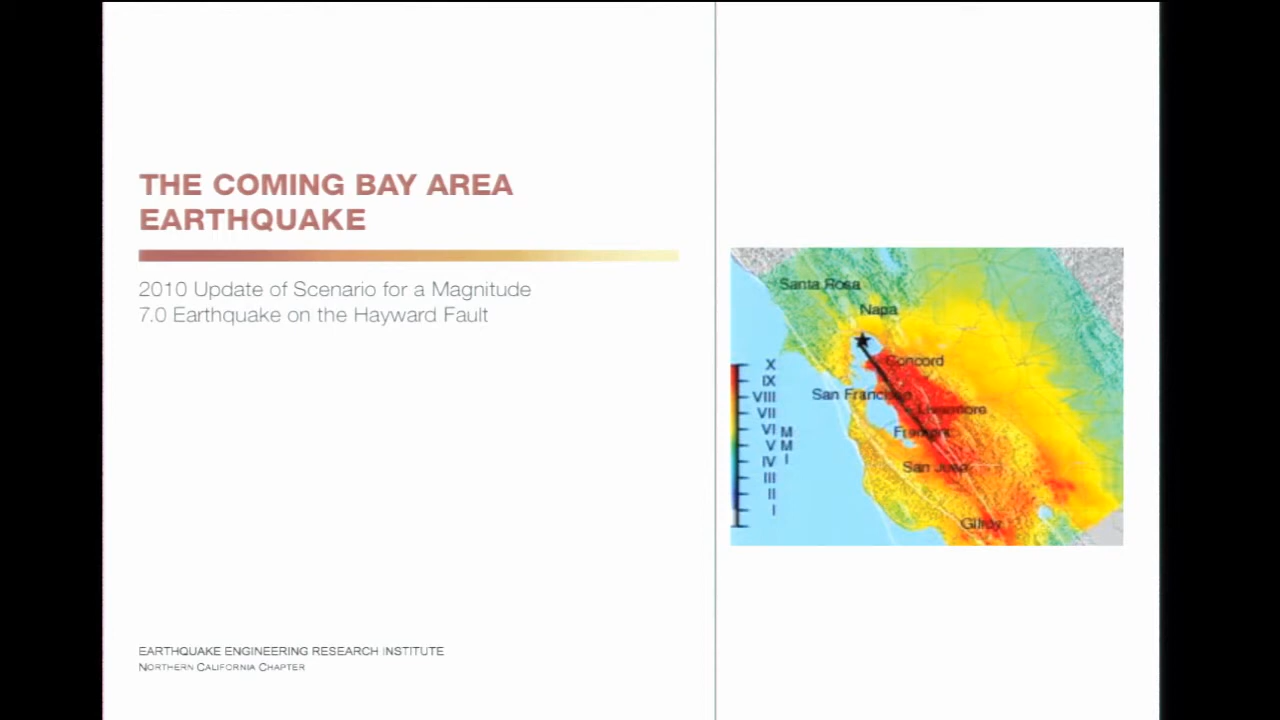 THE COMING BAY AREA
EARTHQUAKE
2010 Update of Scenario for a Magnitude
7.0 Earthquake on the Hayward Fault
EARTHQUAKE ENGINEERING RESEARCH INSTITUTE
NORTHERN CALIFORNIA CHAPTER
Santa Rosa
Napa
Concord
San Francisco
Livermore
Fremont
San Jose
Gilroy
X
IX
VIII
VII
VI
V
IV
III
II
I
M
M
I